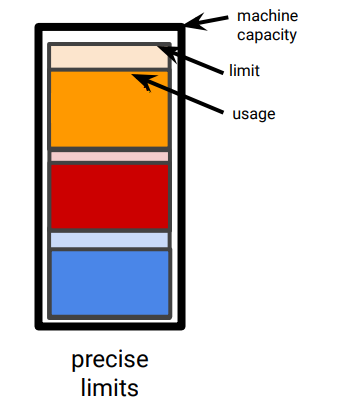 machine
capacity
limit
usage
precise
limits